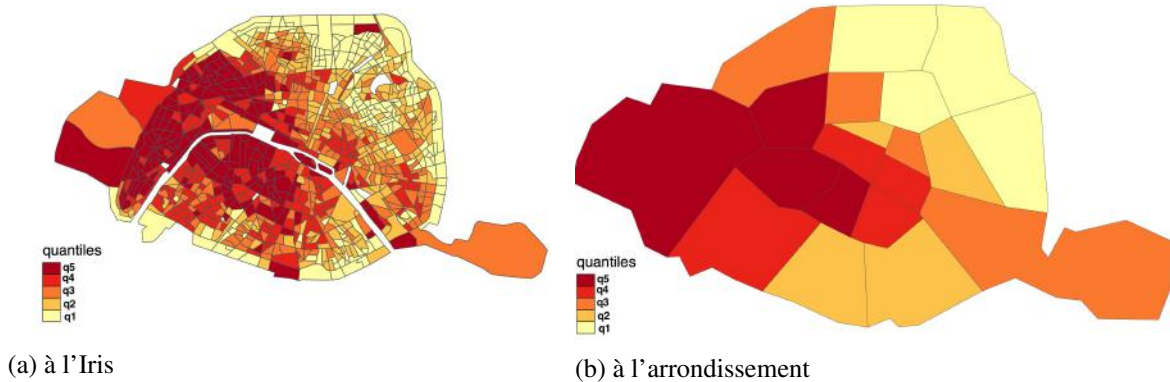 quantiles
q5
q4
q3
q2
q1
(a) à l'Iris
quantiles
q5
q4
q3
q2
q1
(b) à l'arrondissement